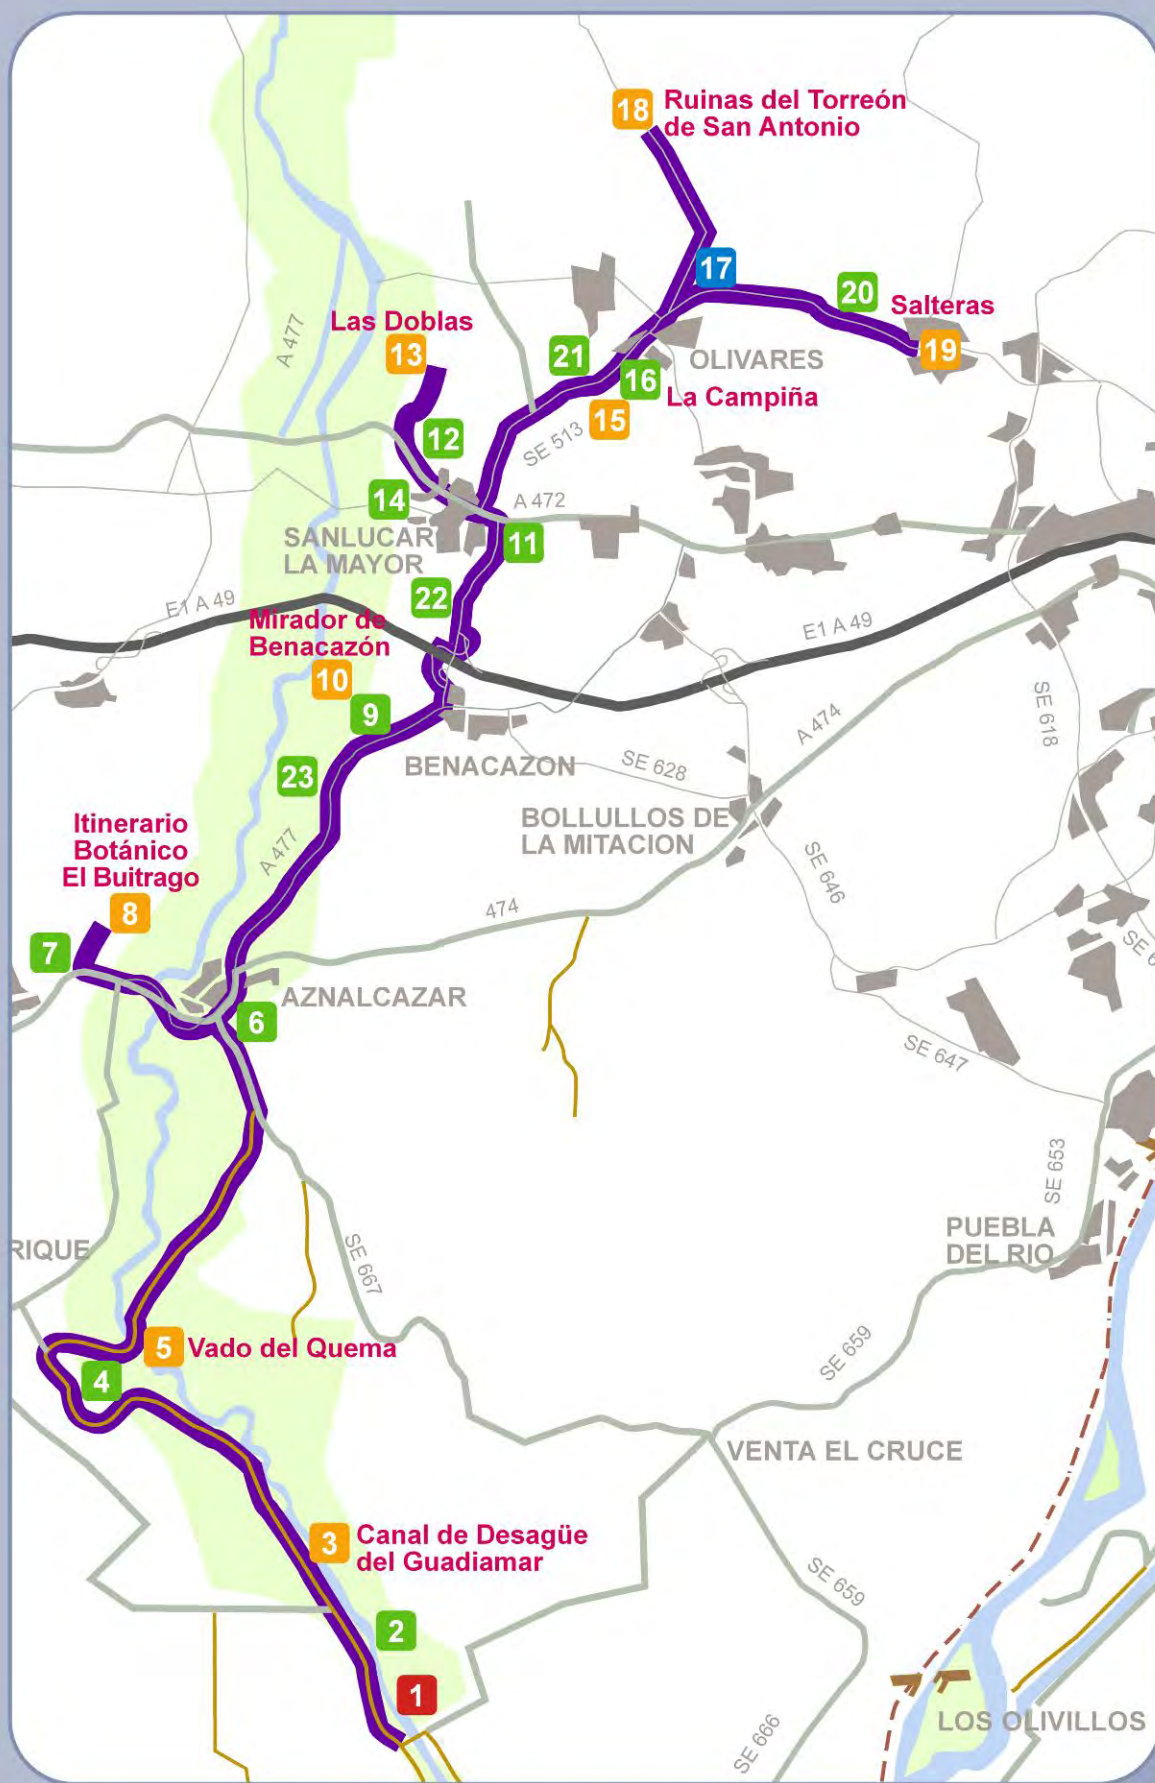 18
Ruinas del Torreón
de San Antonio
17
20
Salteras
A 477
Las Doblas
13
21
19
OLIVARES
16
La Campiña
15
12
SE 513
14
A 472
SANLUCAR
LA MAYOR
11
22
E1 A 49
Mirador de
Benacazón
E1 A 49
10
9
SE 618
A 474
23
BENACAZON
SE 628
BOLLULLOS DE
LA MITACION
Itinerario
Botánico
El Buitrago
A 477
SE 646
8
474
7
SE 6
AZNALCAZAR
6
SE 647
SE 653
PUEBLA
DEL RIO
RIQUE
SE 667
5
Vado del Quema
SE 659
4
VENTA EL CRUCE
3
Canal de Desagüe
del Guadiamar
SE 659
2
1
LOS OLIVILLOS
SE 666